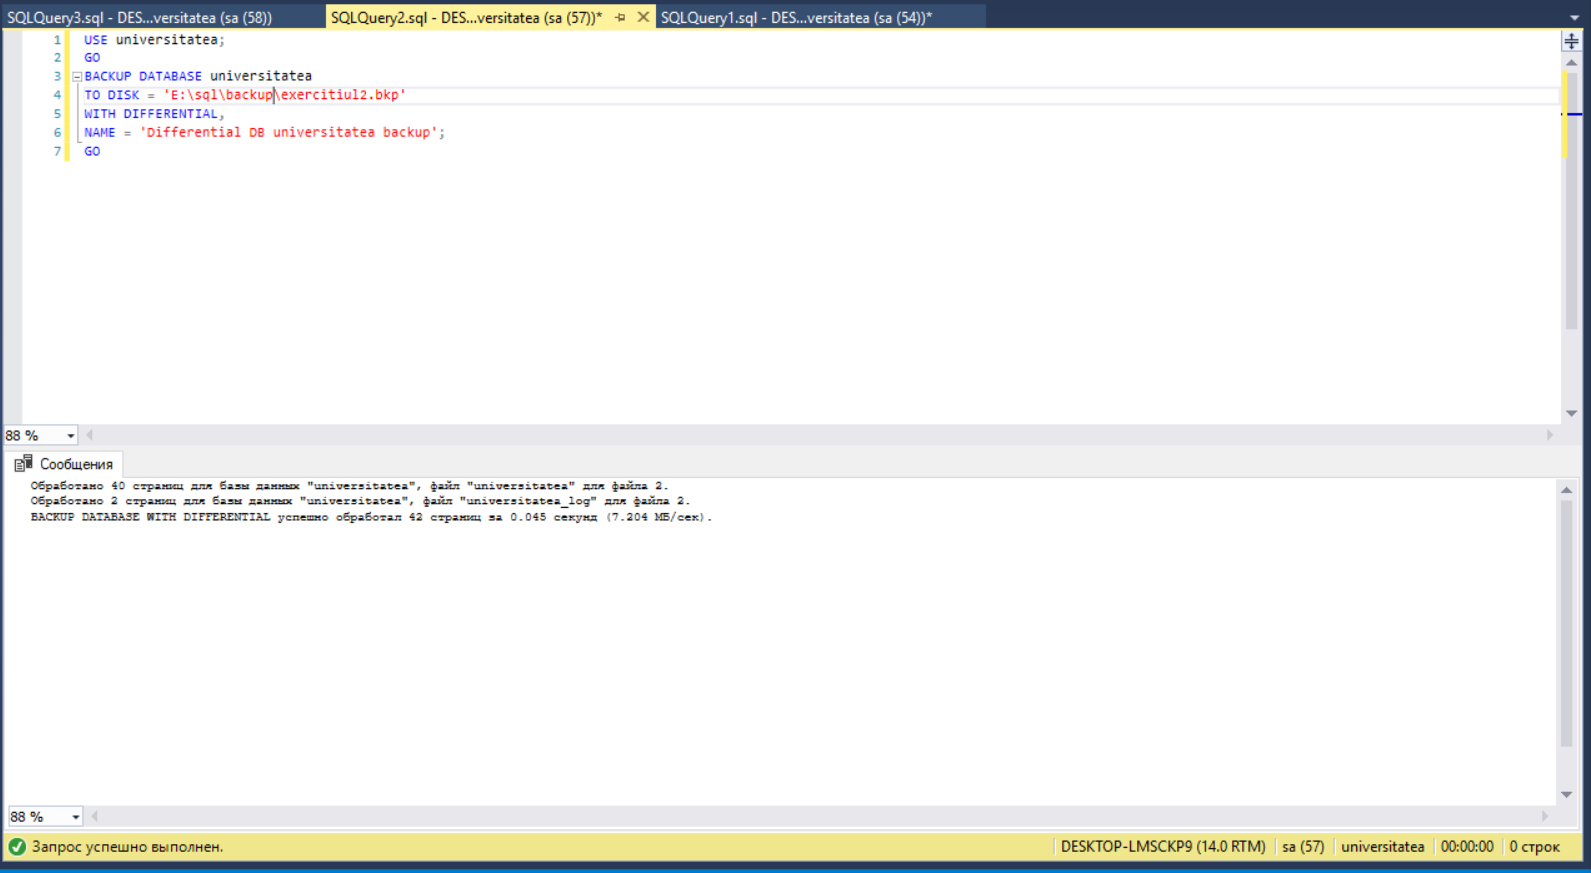 SQLQuery3.sql - DES...versitatea (sa (58))
SQLQuery2.sql - DES...versitatea (sa (57))*
SQLQuery1.sql - DES...versitatea (sa (54))*
1 USE universitatea;
2 GO
3 BACKUP DATABASE universitatea
4 TO DISK = 'E:\sql\backup\exercitiul2.bkp'
5 WITH DIFFERENTIAL,
6 NAME = 'Differential DB universitatea backup';
7 GO
88 %
Сообщения
Обработано 40 страниц для базы данных "universitatea", файл "universitatea" для файла 2.
Обработано 2 страниц для базы данных "universitatea", файл "universitatea_log" для файла 2.
BACKUP DATABASE WITH DIFFERENTIAL успешно обработал 42 страниц за 0.045 секунд (7.204 МБ/сек).
88 %
Запрос успешно выполнен.
DESKTOP-LMSCKP9 (14.0 RTM)
sa (57)
universitatea
00:00:00
0 строк